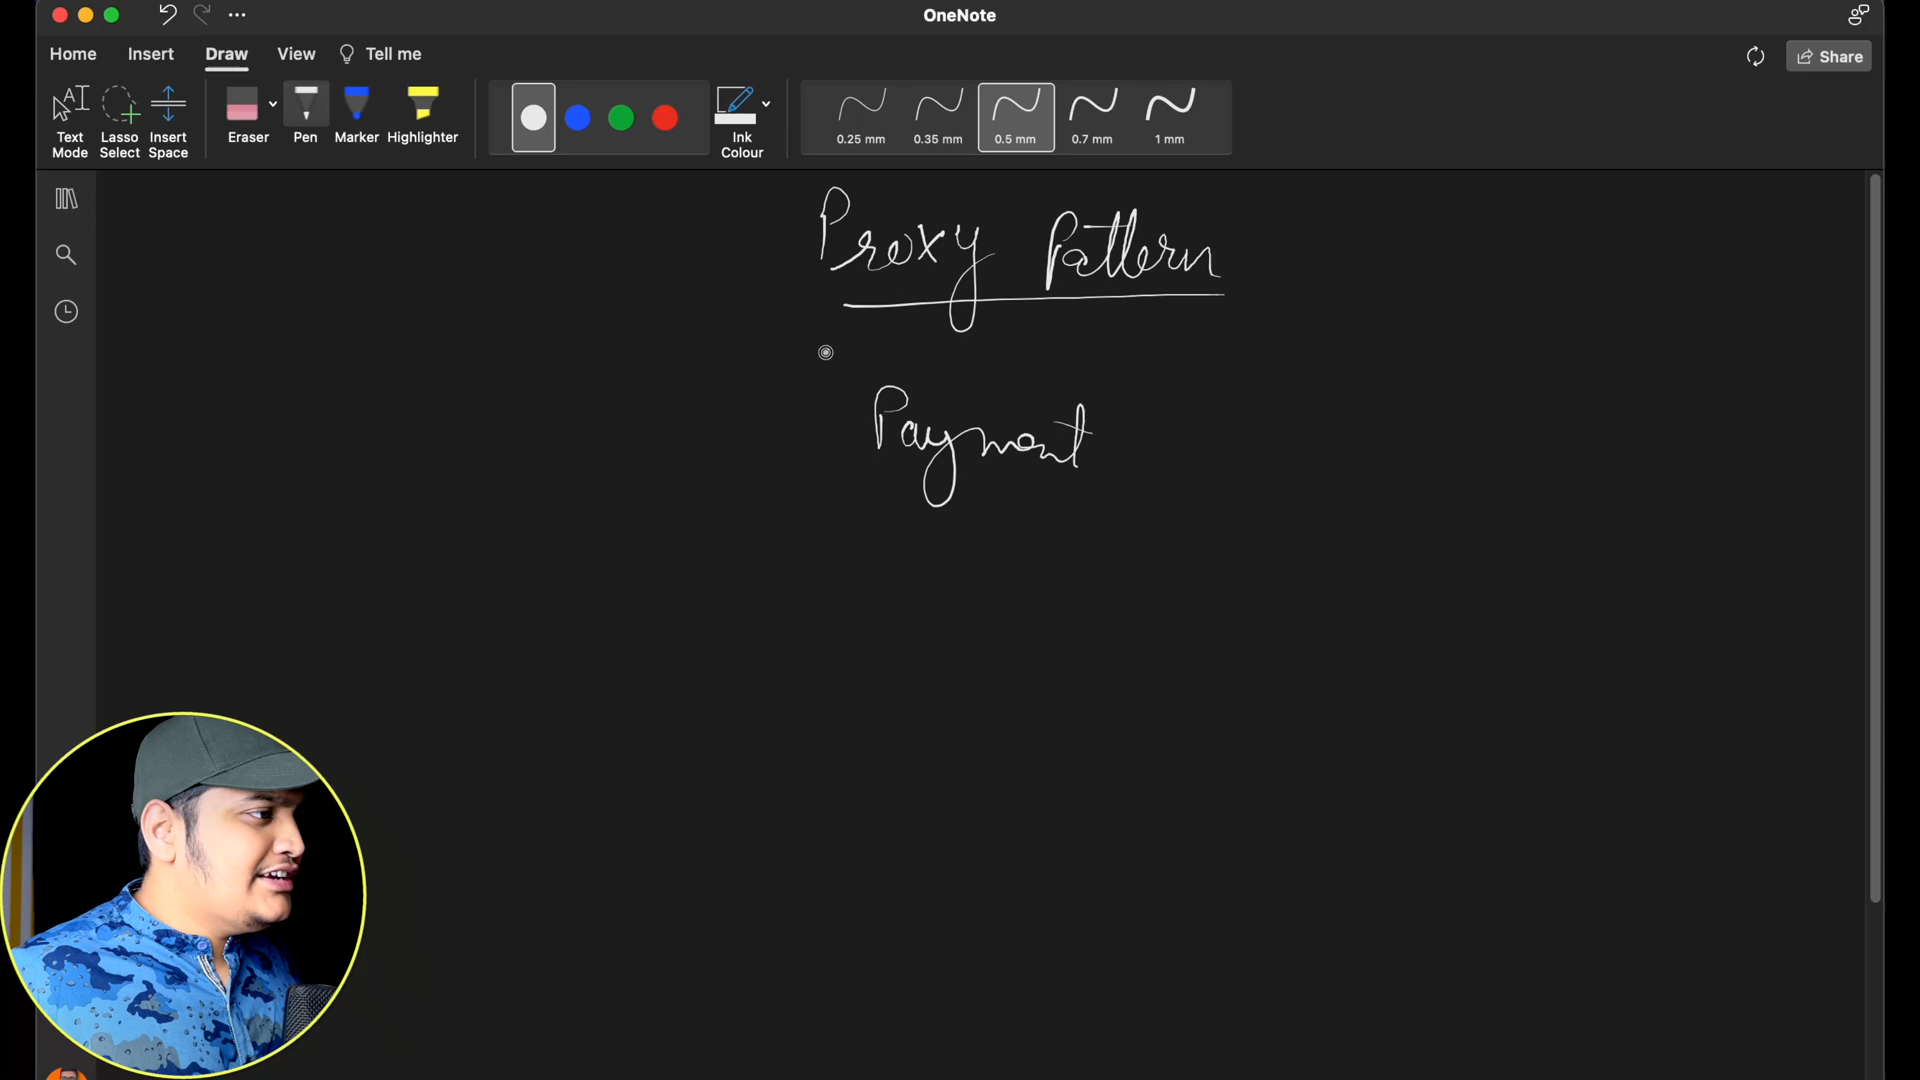 OneNote
Home Insert Draw View Tell me
Share
Text Mode
Lasso Select
Insert Space
Eraser
Pen
Marker
Highlighter
Ink Colour
0.25 mm
0.35 mm
0.5 mm
0.7 mm
1 mm
Proxy Pattern
Payment